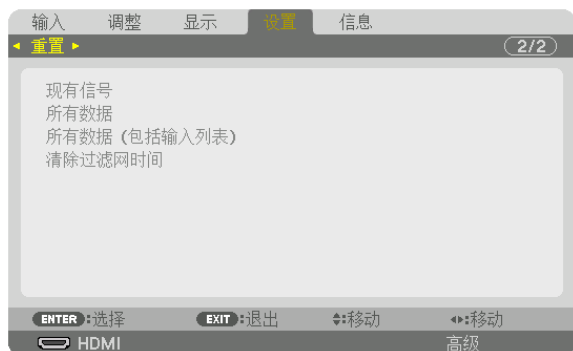 输入 调整 显示 设置 信息
重置 2/2
现有信号
所有数据
所有数据 (包括输入列表)
清除过滤网时间
ENTER:选择 EXIT:退出 :移动 :移动
HDMI 高级